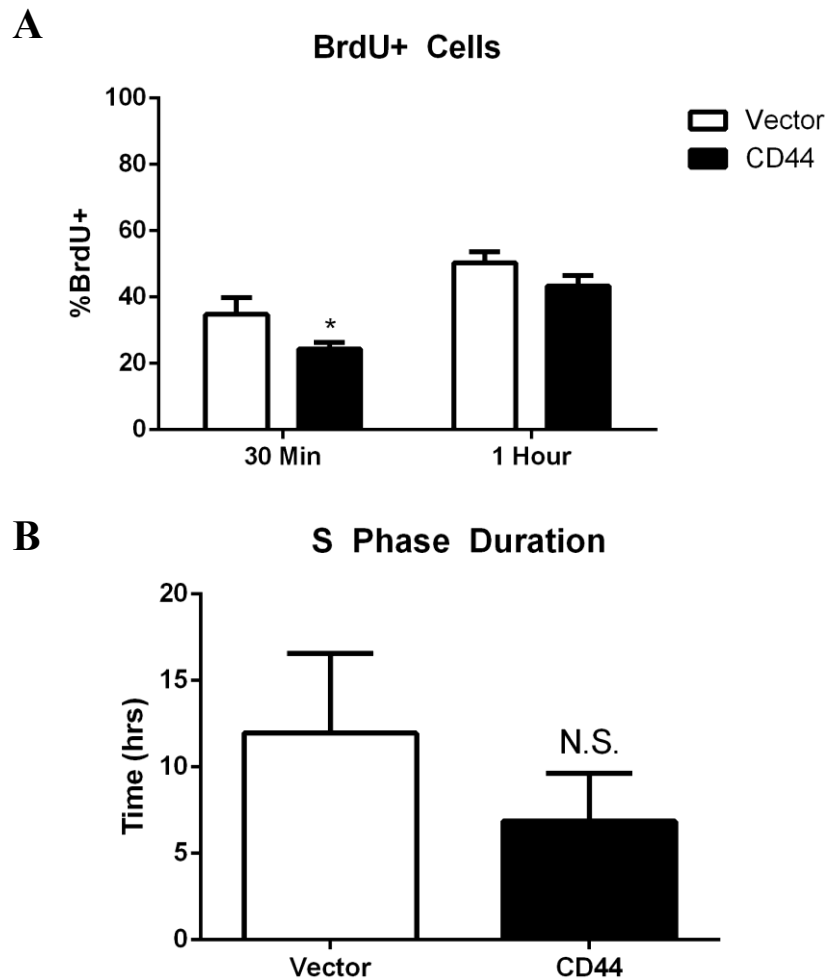 A
BrdU+ Cells
100
80
60
40
20
0
%BrdU+
Vector
CD44
*
30 Min
1 Hour
B
S Phase Duration
20
15
10
5
0
Time (hrs)
N.S.
Vector
CD44